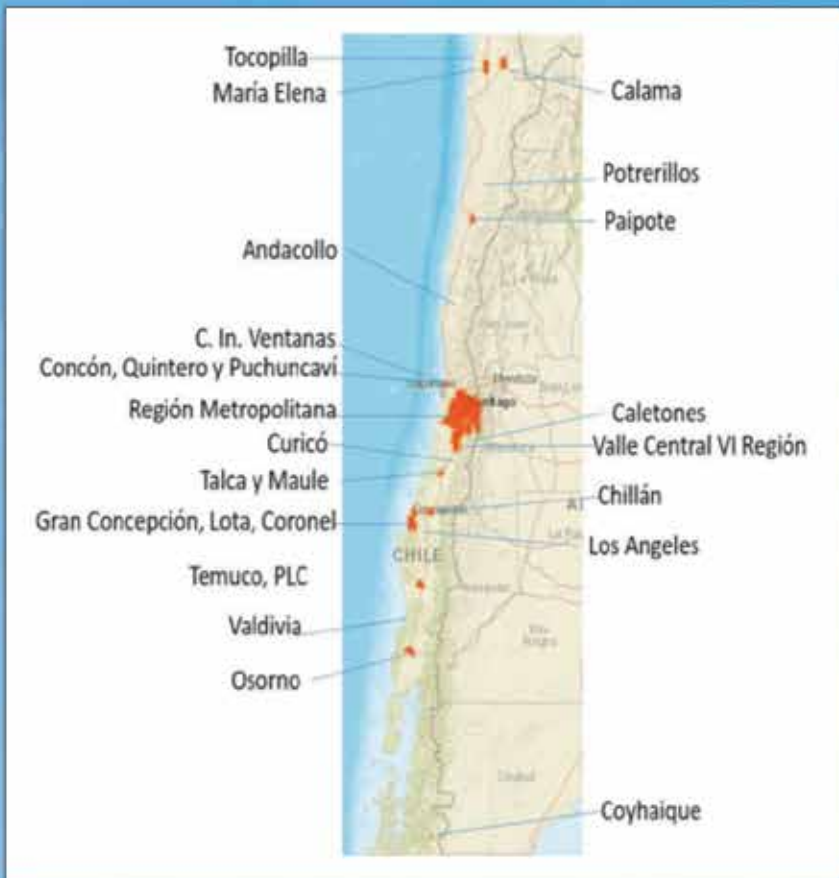 Tocopilla
María Elena
Calama
Potrerillos
Paipote
Andacollo
C. In. Ventanas
Concón, Quintero y Puchuncaví
Región Metropolitana
Caletones
Curicó
Valle Central VI Región
Talca y Maule
Chillán
Gran Concepción, Lota, Coronel
Los Angeles
CHILE
Temuco, PLC
Valdivia
Osorno
Coyhaique